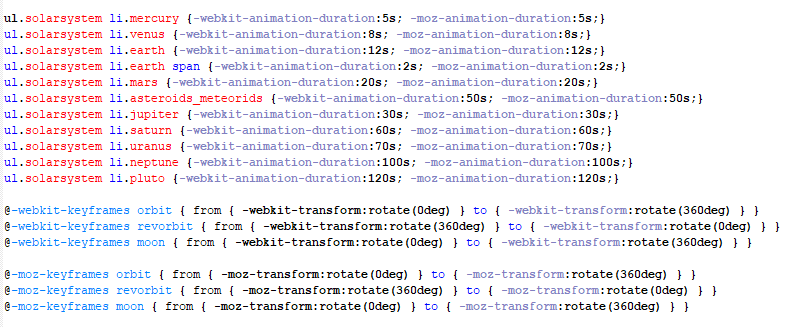 ul.solarsystem li.mercury {-webkit-animation-duration:5s; -moz-animation-duration:5s;}
ul.solarsystem li.venus {-webkit-animation-duration:8s; -moz-animation-duration:8s;}
ul.solarsystem li.earth {-webkit-animation-duration:12s; -moz-animation-duration:12s;}
ul.solarsystem li.earth span {-webkit-animation-duration:2s; -moz-animation-duration:2s;}
ul.solarsystem li.mars {-webkit-animation-duration:20s; -moz-animation-duration:20s;}
ul.solarsystem li.asteroids_meteorids {-webkit-animation-duration:50s; -moz-animation-duration:50s;}
ul.solarsystem li.jupiter {-webkit-animation-duration:30s; -moz-animation-duration:30s;}
ul.solarsystem li.saturn {-webkit-animation-duration:60s; -moz-animation-duration:60s;}
ul.solarsystem li.uranus {-webkit-animation-duration:70s; -moz-animation-duration:70s;}
ul.solarsystem li.neptune {-webkit-animation-duration:100s; -moz-animation-duration:100s;}
ul.solarsystem li.pluto {-webkit-animation-duration:120s; -moz-animation-duration:120s;}
@-webkit-keyframes orbit { from { -webkit-transform:rotate(0deg) } to { -webkit-transform:rotate(360deg) } }
@-webkit-keyframes revorbit { from { -webkit-transform:rotate(360deg) } to { -webkit-transform:rotate(0deg) } }
@-webkit-keyframes moon { from { -webkit-transform:rotate(0deg) } to { -webkit-transform:rotate(360deg) } }
@-moz-keyframes orbit { from { -moz-transform:rotate(0deg) } to { -moz-transform:rotate(360deg) } }
@-moz-keyframes revorbit { from { -moz-transform:rotate(360deg) } to { -moz-transform:rotate(0deg) } }
@-moz-keyframes moon { from { -moz-transform:rotate(0deg) } to { -moz-transform:rotate(360deg) } }